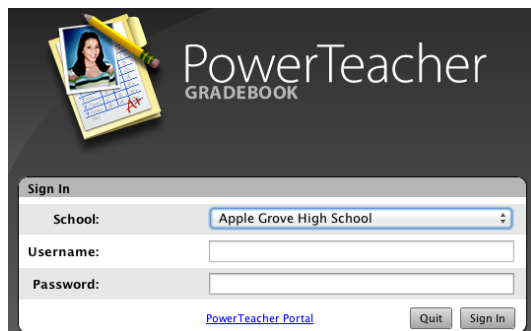 PowerTeacher
GRADEBOOK
A+
Sign In
School: Apple Grove High School
Username:
Password:
PowerTeacher Portal Quit Sign In